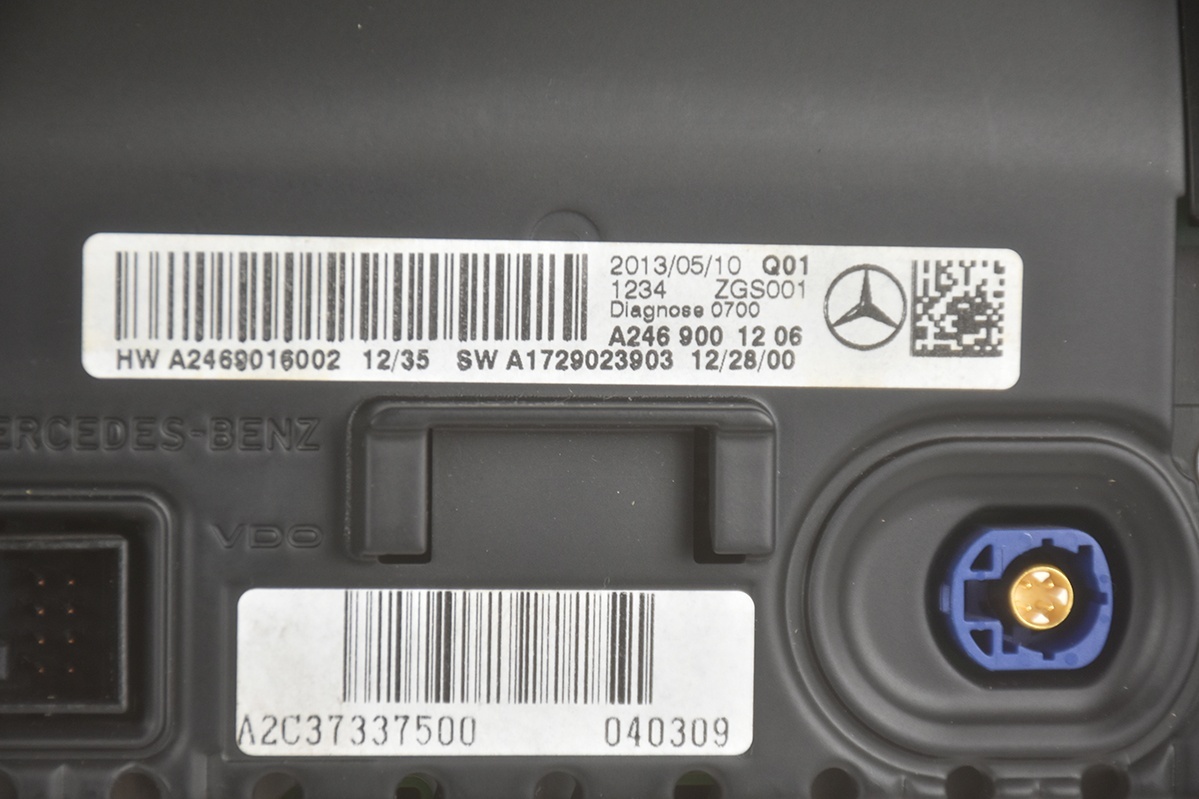 2013/05/10 Q01
1234 ZGS001
Diagnose 0700
A246 900 12 06
HW A2469016002 12/35 SW A1729023903 12/28/00
ERCEDES-BENZ
VDO
A2C37337500 040309